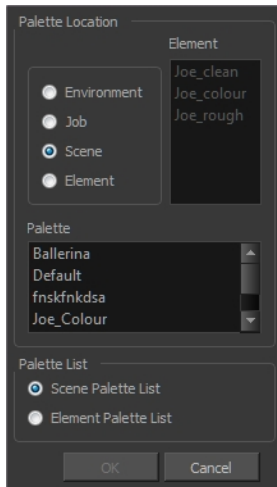 Palette Location
Element
Joe_clean
Joe_colour
Joe_rough
Environment
Job
Scene
Element
Palette
Ballerina
Default
fnskfnkdsa
Joe_Colour
Palette List
Scene Palette List
Element Palette List
OK
Cancel